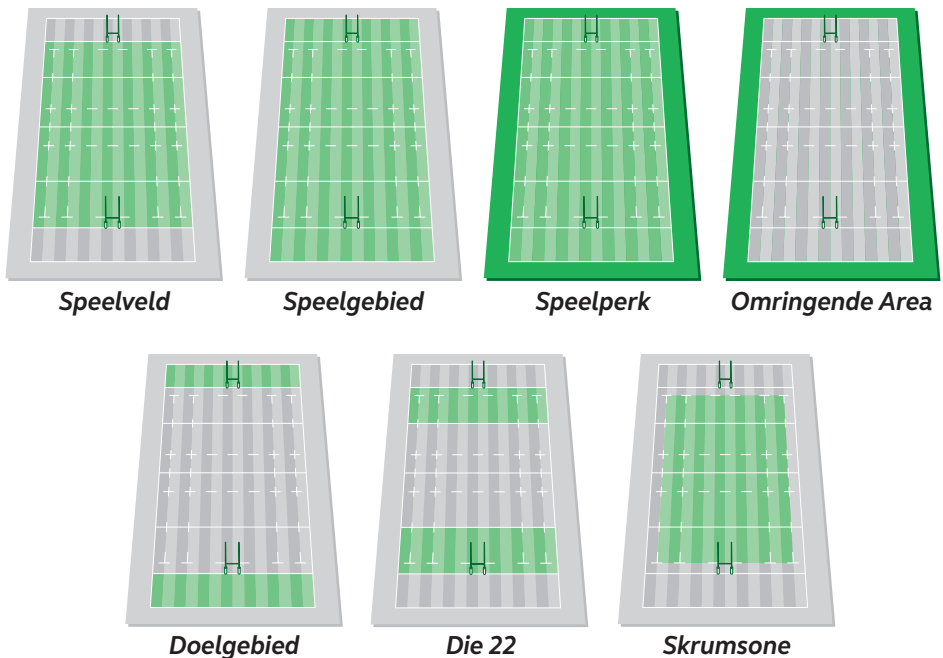 Speelveld
Speelgebied
Speelperk
Omringende Area
Doelgebied
Die 22
Skrumsone